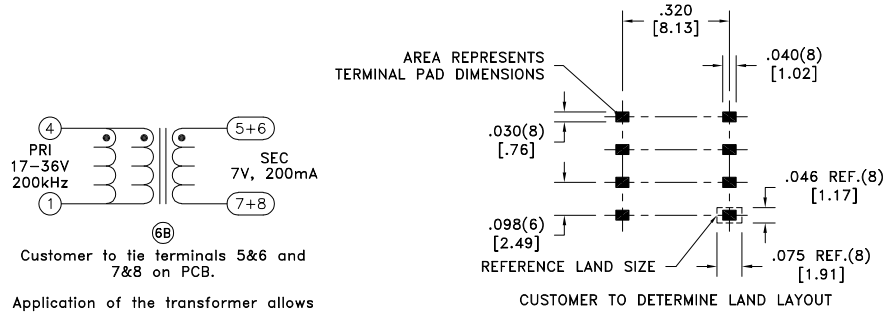 4
5+6
PRI
17-36V
200kHz
SEC
7V, 200mA
1
7+8
6B
Customer to tie terminals 5&6 and
7&8 on PCB.
Application of the transformer allows
.320
[8.13]
AREA REPRESENTS
TERMINAL PAD DIMENSIONS
.040(8)
[1.02]
.030(8)
[.76]
.046 REF.(8)
[1.17]
.098(6)
[2.49]
REFERENCE LAND SIZE
.075 REF.(8)
[1.91]
CUSTOMER TO DETERMINE LAND LAYOUT